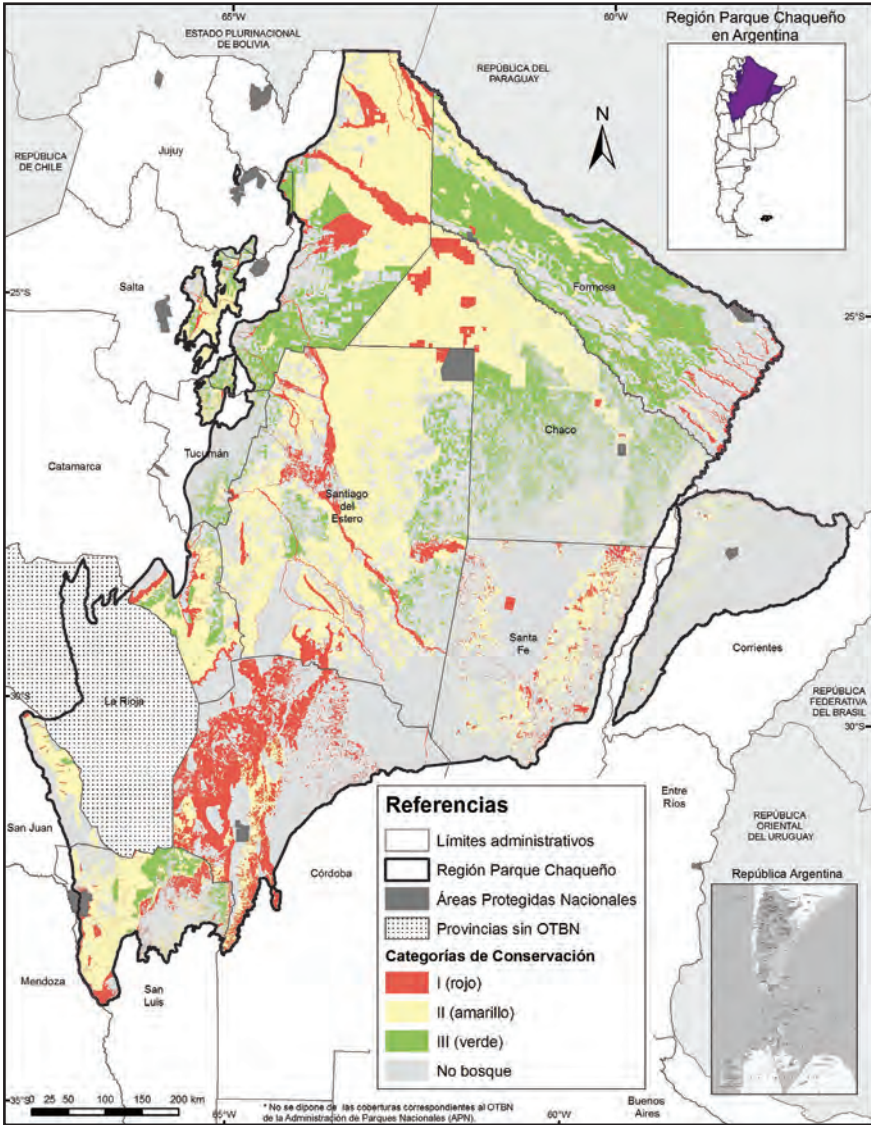 65°W
60°W
ESTADO PLURINACIONAL
DE BOLIVIA
REPÚBLICA DEL
PARAGUAY
Región Parque Chaqueño
en Argentina
N
REPÚBLICA
DE CHILE
Jujuy
Salta
25°S
25°S
Formosa
Chaco
Catamarca
Tucumán
Santiago
del
Estero
Santa
Fe
Corrientes
La Rioja
30°S
30°S
REPÚBLICA
FEDERATIVA
DEL BRASIL
San Juan
Córdoba
Entre
Ríos
REPÚBLICA
ORIENTAL
DEL URUGUAY
República Argentina
Mendoza
San
Luis
Referencias
Límites administrativos
Región Parque Chaqueño
Áreas Protegidas Nacionales
Provincias sin OTBN
Categorías de Conservación
I (rojo)
II (amarillo)
III (verde)
No bosque
35°S
0 25 50 100 150 200 km
65°W
60°W
Buenos
Aires
* No se dispone de las coberturas correspondientes al OTBN
de la Administración de Parques Nacionales (APN).